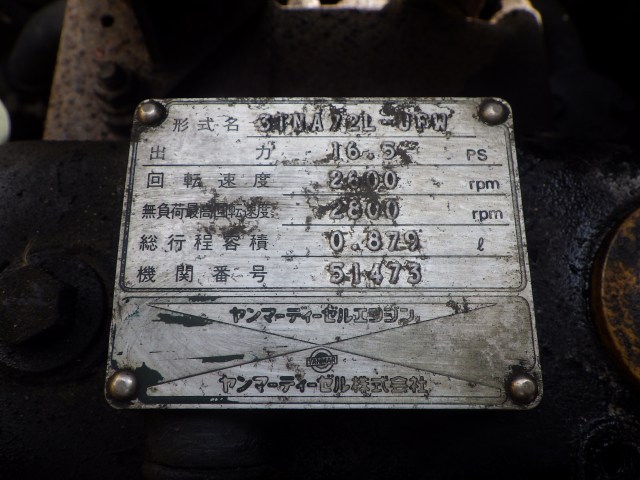 形式名 3TNA72L-UFW
出力 16.5 PS
回転速度 2600 rpm
無負荷最高回転速度 2800 rpm
総行程容積 0.879 ℓ
機関番号 51473
ヤンマーディーゼルエンジン
YANMAR
ヤンマーディーゼル株式会社